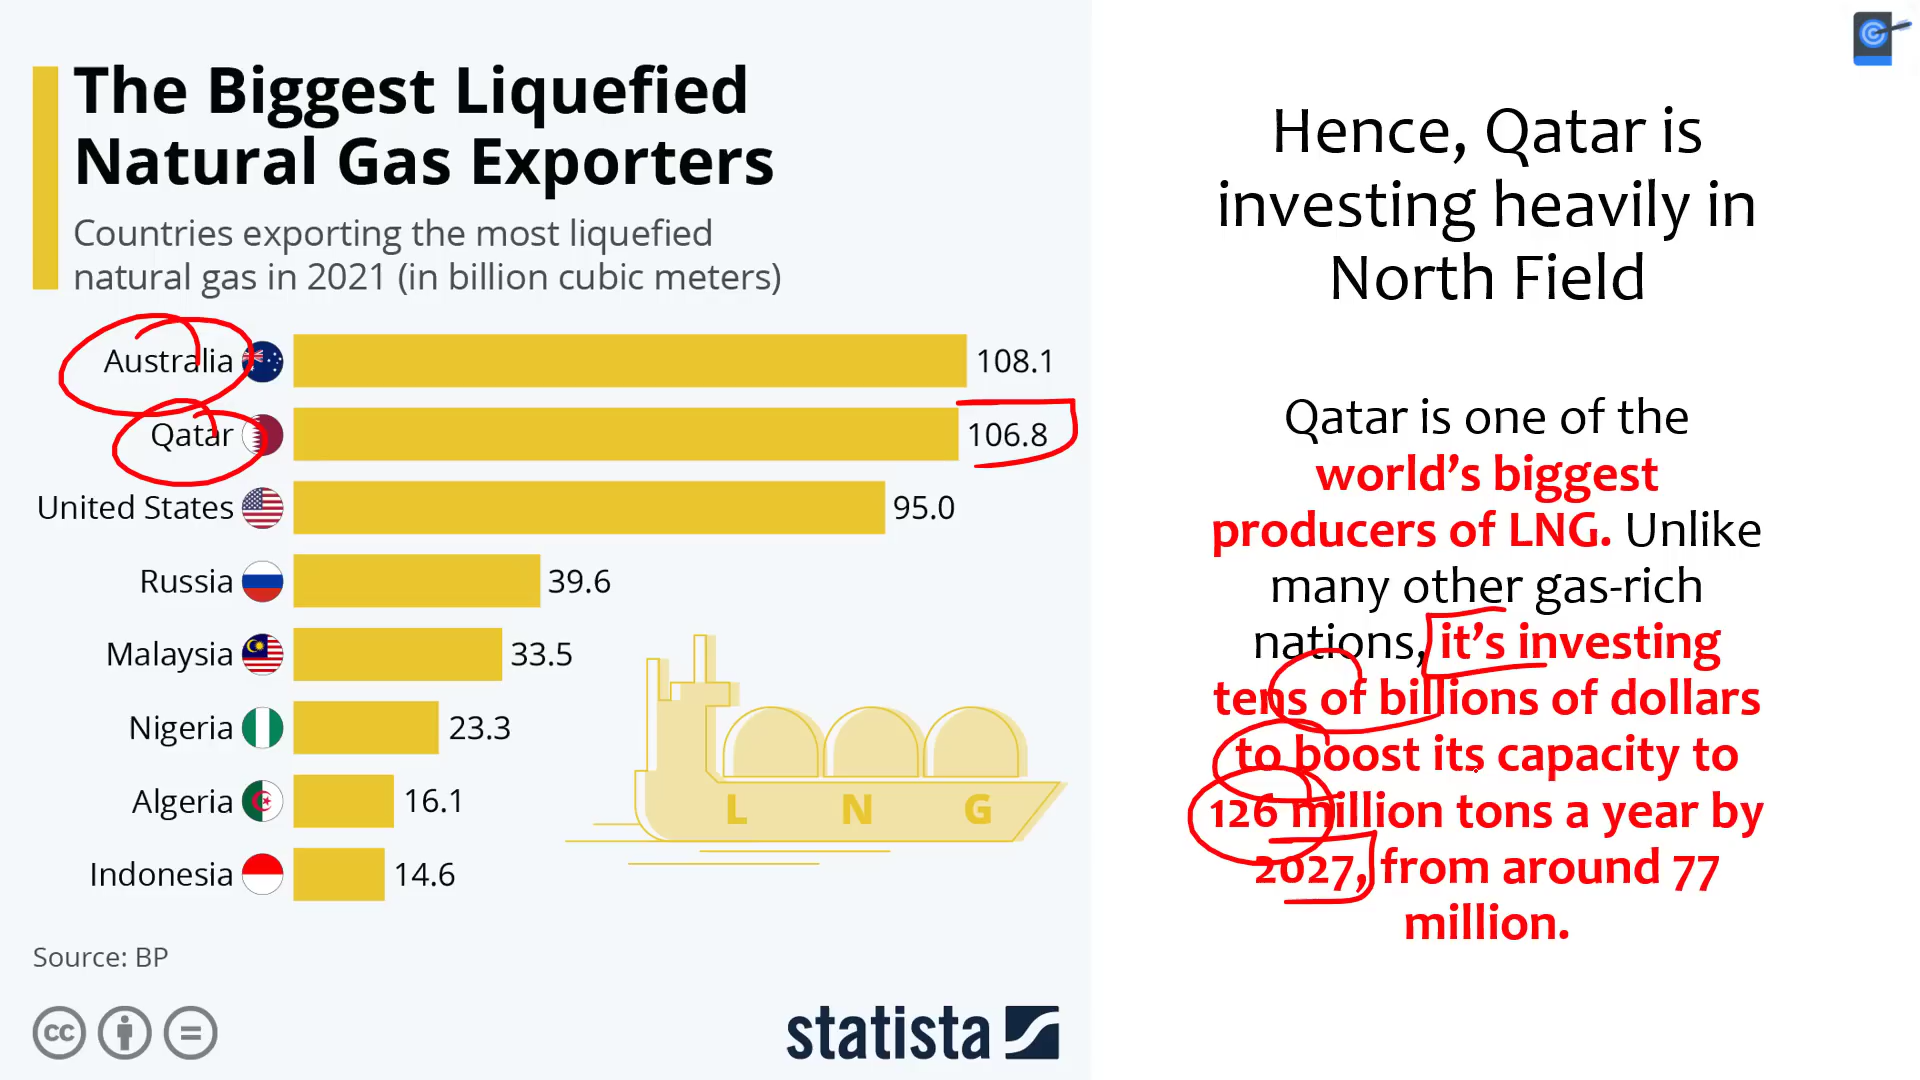 The Biggest Liquefied
Natural Gas Exporters
Countries exporting the most liquefied
natural gas in 2021 (in billion cubic meters)
Australia 108.1
Qatar 106.8
United States 95.0
Russia 39.6
Malaysia 33.5
Nigeria 23.3
Algeria 16.1
Indonesia 14.6
L N G
Source: BP
cc =
statista
Hence, Qatar is
investing heavily in
North Field
Qatar is one of the
world's biggest
producers of LNG. Unlike
many other gas-rich
nations, it's investing
tens of billions of dollars
to boost its capacity to
126 million tons a year by
2027, from around 77
million.